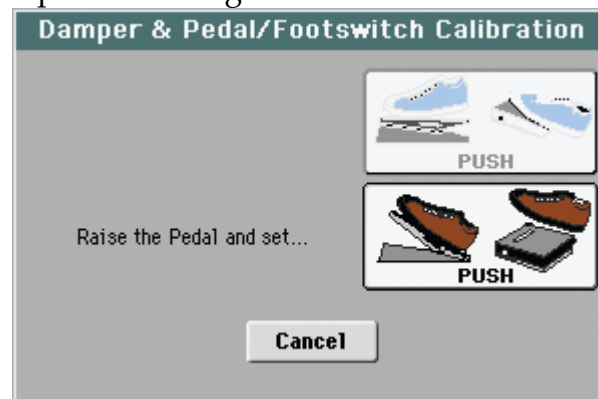 Damper & Pedal/Footswitch Calibration
PUSH
Raise the Pedal and set...
PUSH
Cancel